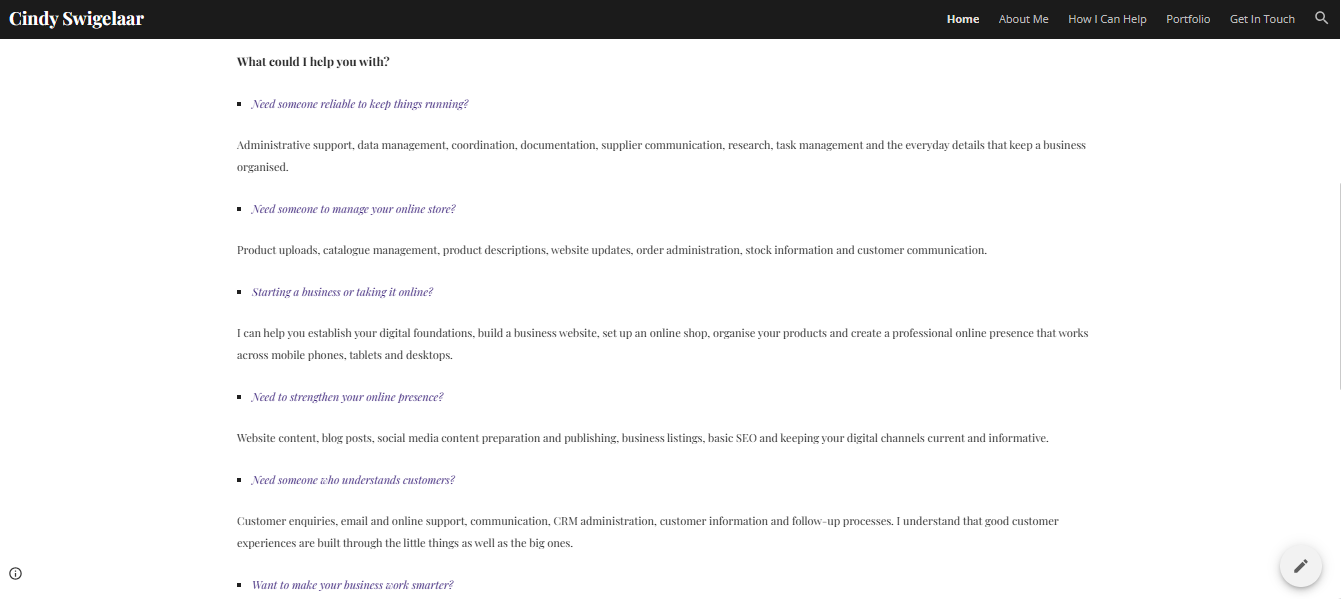 Cindy Swigelaar
Home About Me How I Can Help Portfolio Get In Touch
What could I help you with?
Need someone reliable to keep things running?
Administrative support, data management, coordination, documentation, supplier communication, research, task management and the everyday details that keep a business
organised.
Need someone to manage your online store?
Product uploads, catalogue management, product descriptions, website updates, order administration, stock information and customer communication.
Starting a business or taking it online?
I can help you establish your digital foundations, build a business website, set up an online shop, organise your products and create a professional online presence that works
across mobile phones, tablets and desktops.
Need to strengthen your online presence?
Website content, blog posts, social media content preparation and publishing, business listings, basic SEO and keeping your digital channels current and informative.
Need someone who understands customers?
Customer enquiries, email and online support, communication, CRM administration, customer information and follow-up processes. I understand that good customer
experiences are built through the little things as well as the big ones.
Want to make your business work smarter?